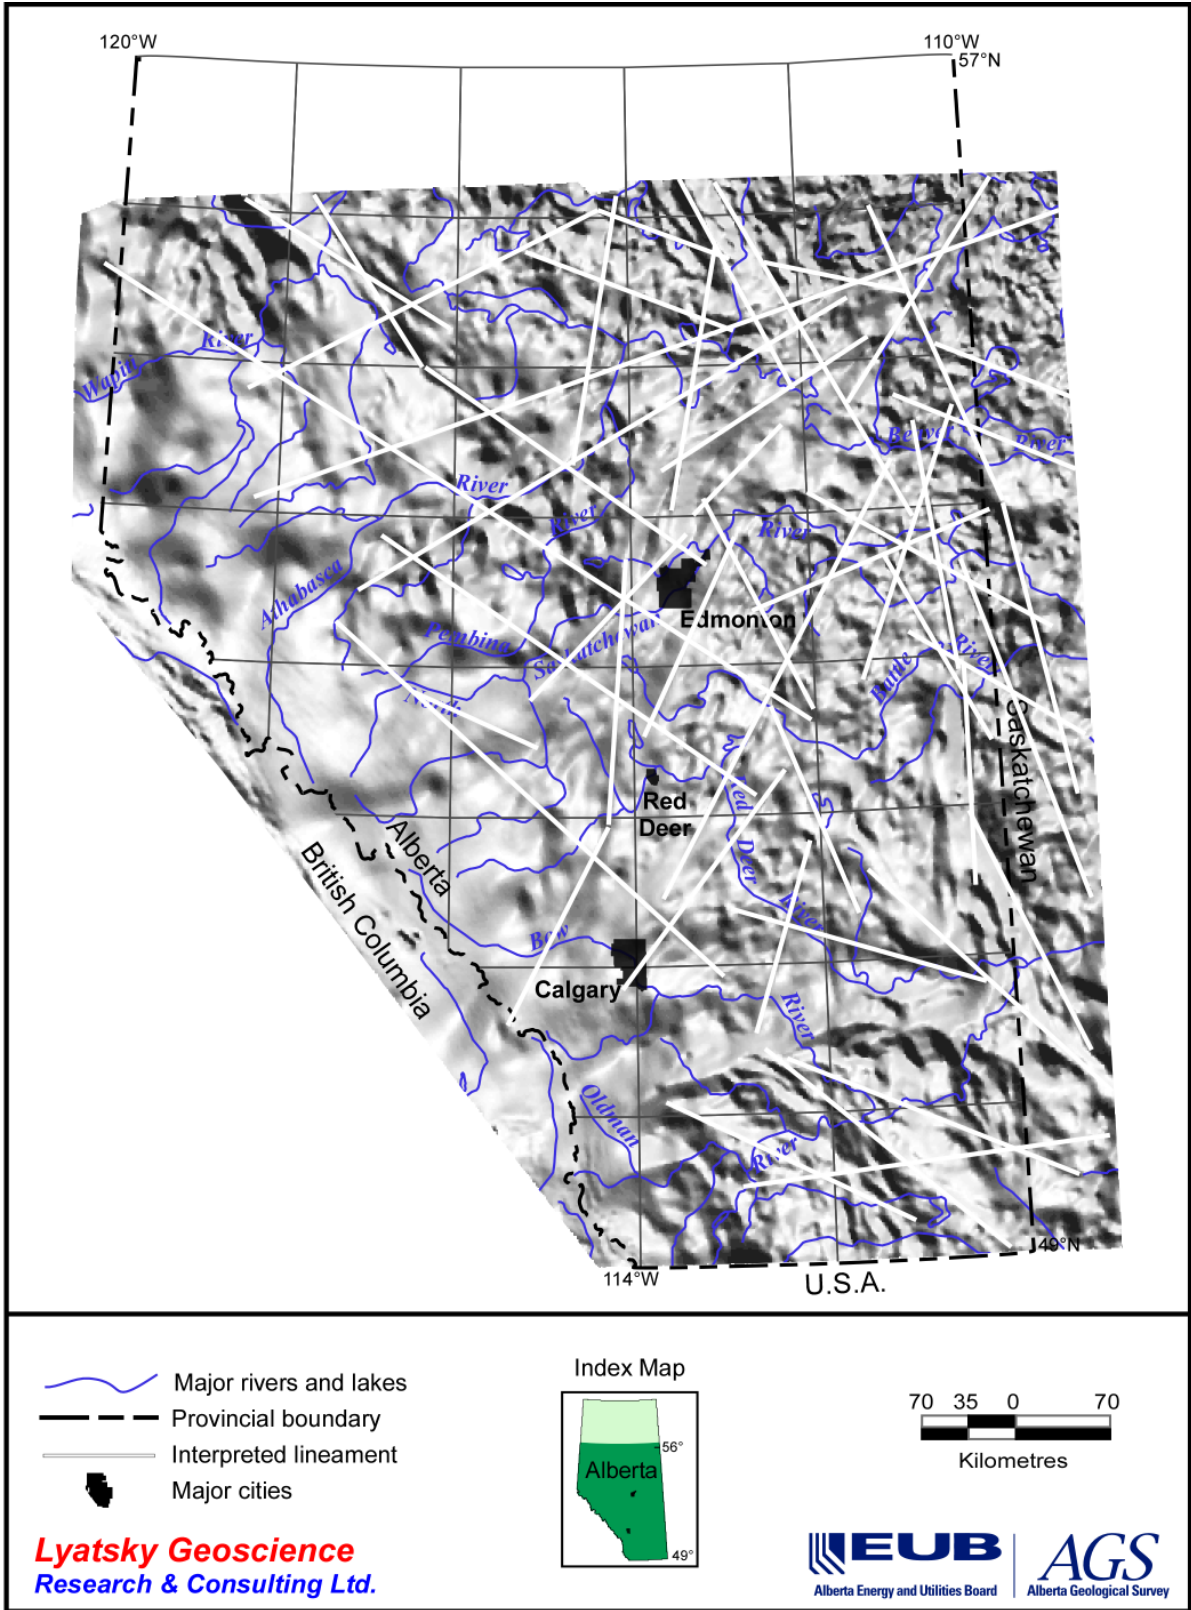 120°W
110°W
57°N
River
Wapiti
Beaver
River
River
River
River
Athabasca
Edmonton
Pembina
Saskatchewan
North
River
Battle
Saskatchewan
Red
Deer
Red
Deer
River
Alberta
British Columbia
Bow
Calgary
River
Oldman
River
49°N
114°W
U.S.A.
Major rivers and lakes
Provincial boundary
Interpreted lineament
Major cities
Index Map
56°
Alberta
49°
70 35 0 70
Kilometres
Lyatsky Geoscience
Research & Consulting Ltd.
EUB
Alberta Energy and Utilities Board
AGS
Alberta Geological Survey